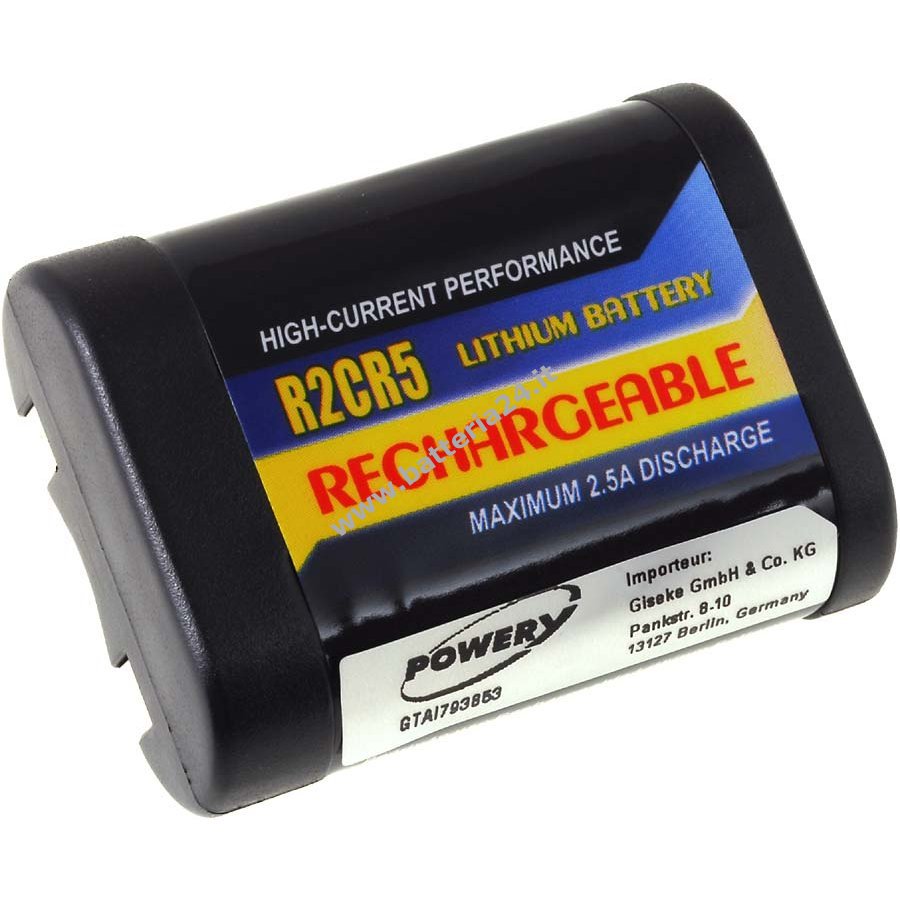 HIGH-CURRENT PERFORMANCE
R2CR5 LITHIUM BATTERY
RECHARGEABLE
MAXIMUM 2.5A DISCHARGE
www.batteria24.it
POWERY
GTAI793853
Importeur:
Giseke GmbH & Co. KG
Pankstr. 8-10
13127 Berlin, Germany